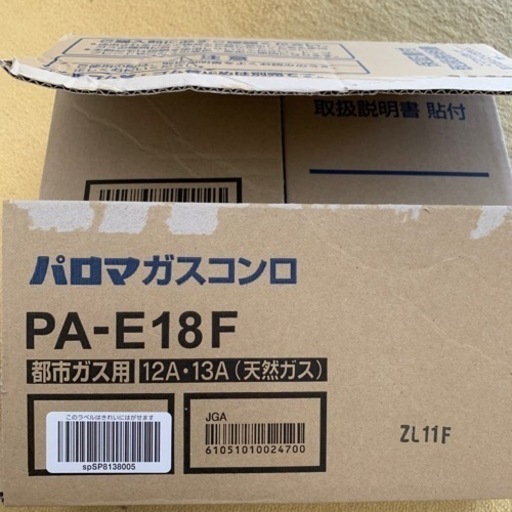 取扱説明書 貼付
パロマガスコンロ
PA-E18F
都市ガス用 12A・13A(天然ガス)
このラベルはきれいにはがせます
spSP8138005
JGA
61051010024700
ZL11F